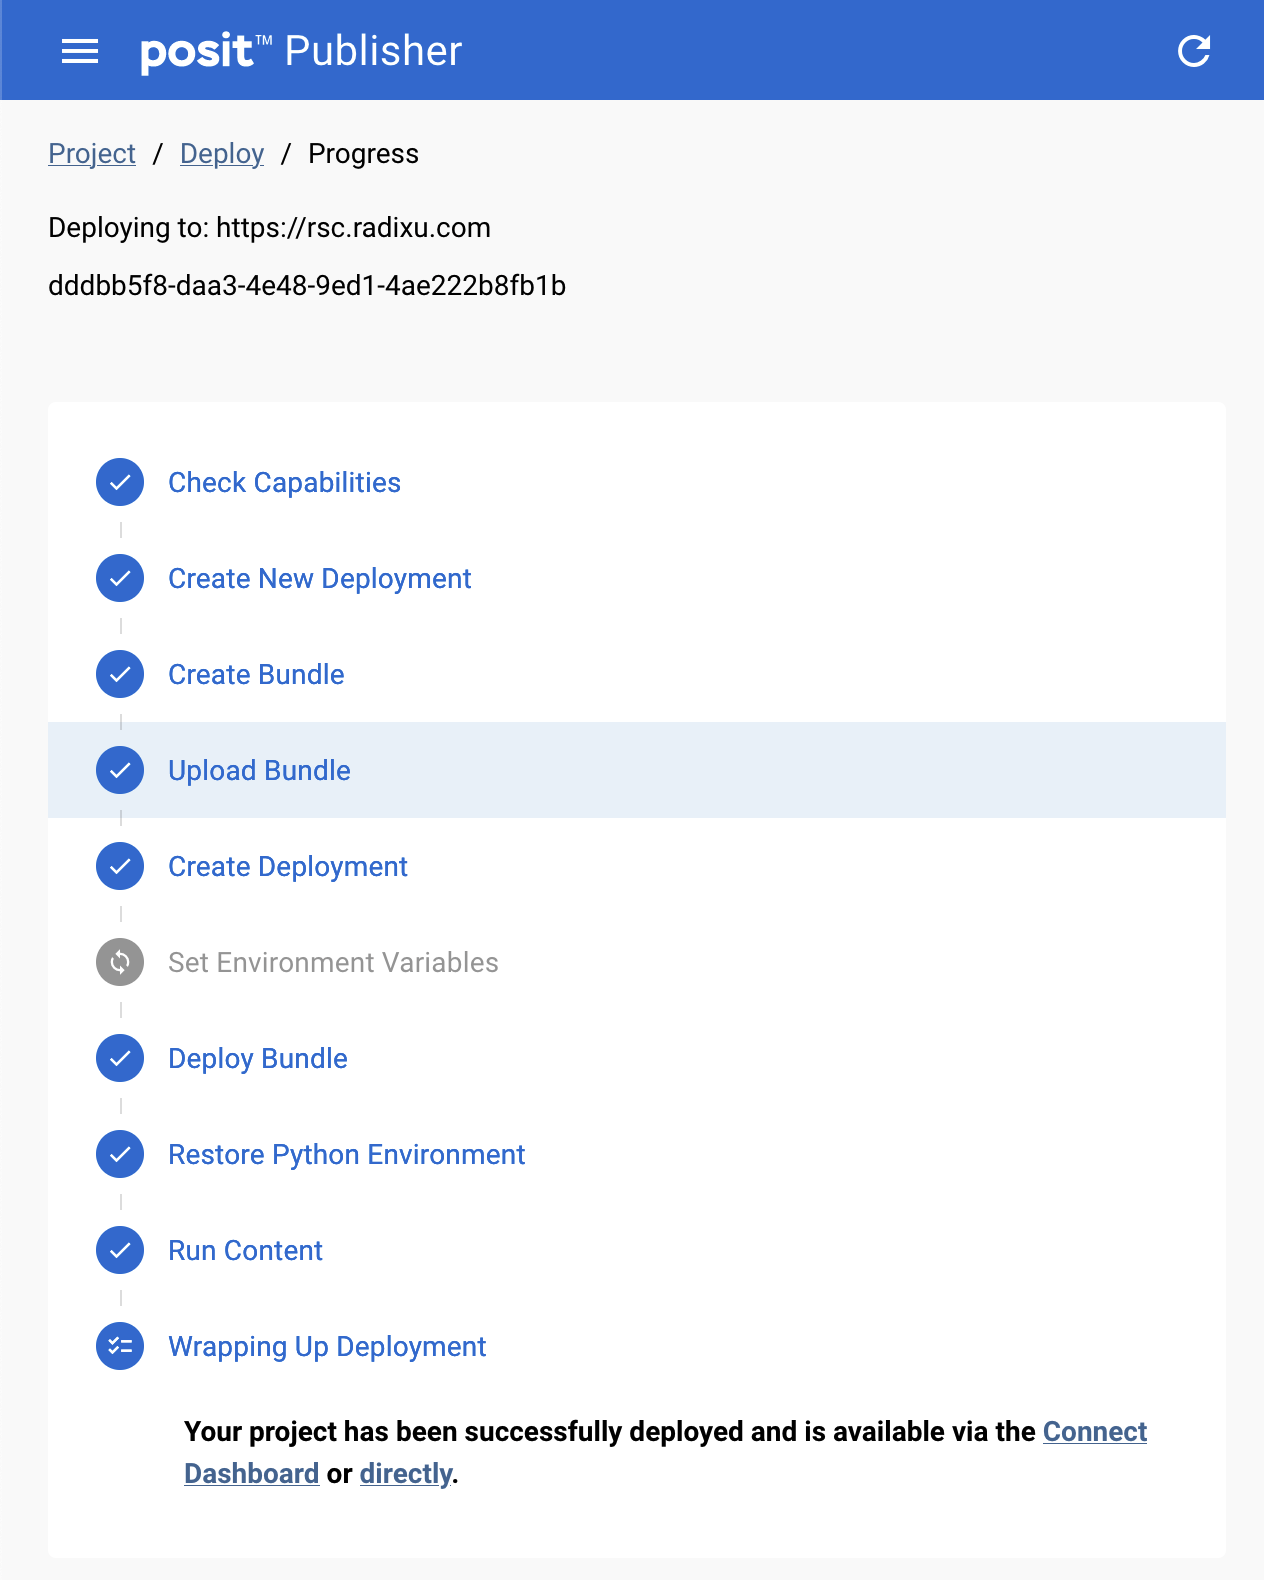 posit™ Publisher
Project / Deploy / Progress
Deploying to: https://rsc.radixu.com
dddbb5f8-daa3-4e48-9ed1-4ae222b8fb1b
Check Capabilities
Create New Deployment
Create Bundle
Upload Bundle
Create Deployment
Set Environment Variables
Deploy Bundle
Restore Python Environment
Run Content
Wrapping Up Deployment
Your project has been successfully deployed and is available via the Connect
Dashboard or directly.